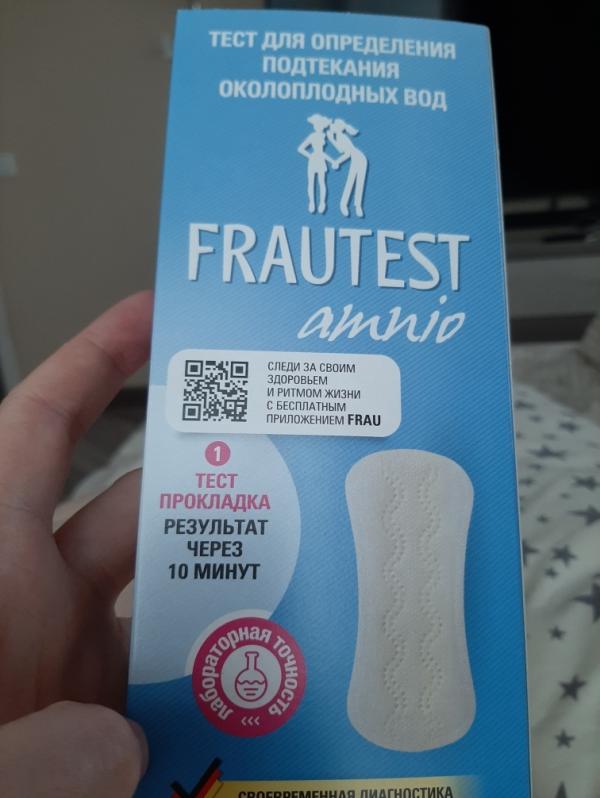 ТЕСТ ДЛЯ ОПРЕДЕЛЕНИЯ
ПОДТЕКАНИЯ
ОКОЛОПЛОДНЫХ ВОД
FRAUTEST
amnio
СЛЕДИ ЗА СВОИМ
ЗДОРОВЬЕМ
И РИТМОМ ЖИЗНИ
С БЕСПЛАТНЫМ
ПРИЛОЖЕНИЕМ FRAU
1
ТЕСТ
ПРОКЛАДКА
РЕЗУЛЬТАТ
ЧЕРЕЗ
10 МИНУТ
лабораторная точность
<<<
СВОЕВРЕМЕННАЯ ДИАГНОСТИКА